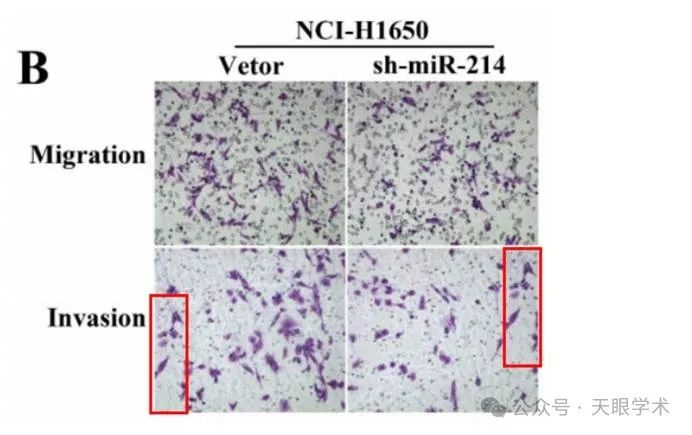 NCI-H1650
B
Vetor
sh-miR-214
Migration
Invasion
公众号 · 天眼学术